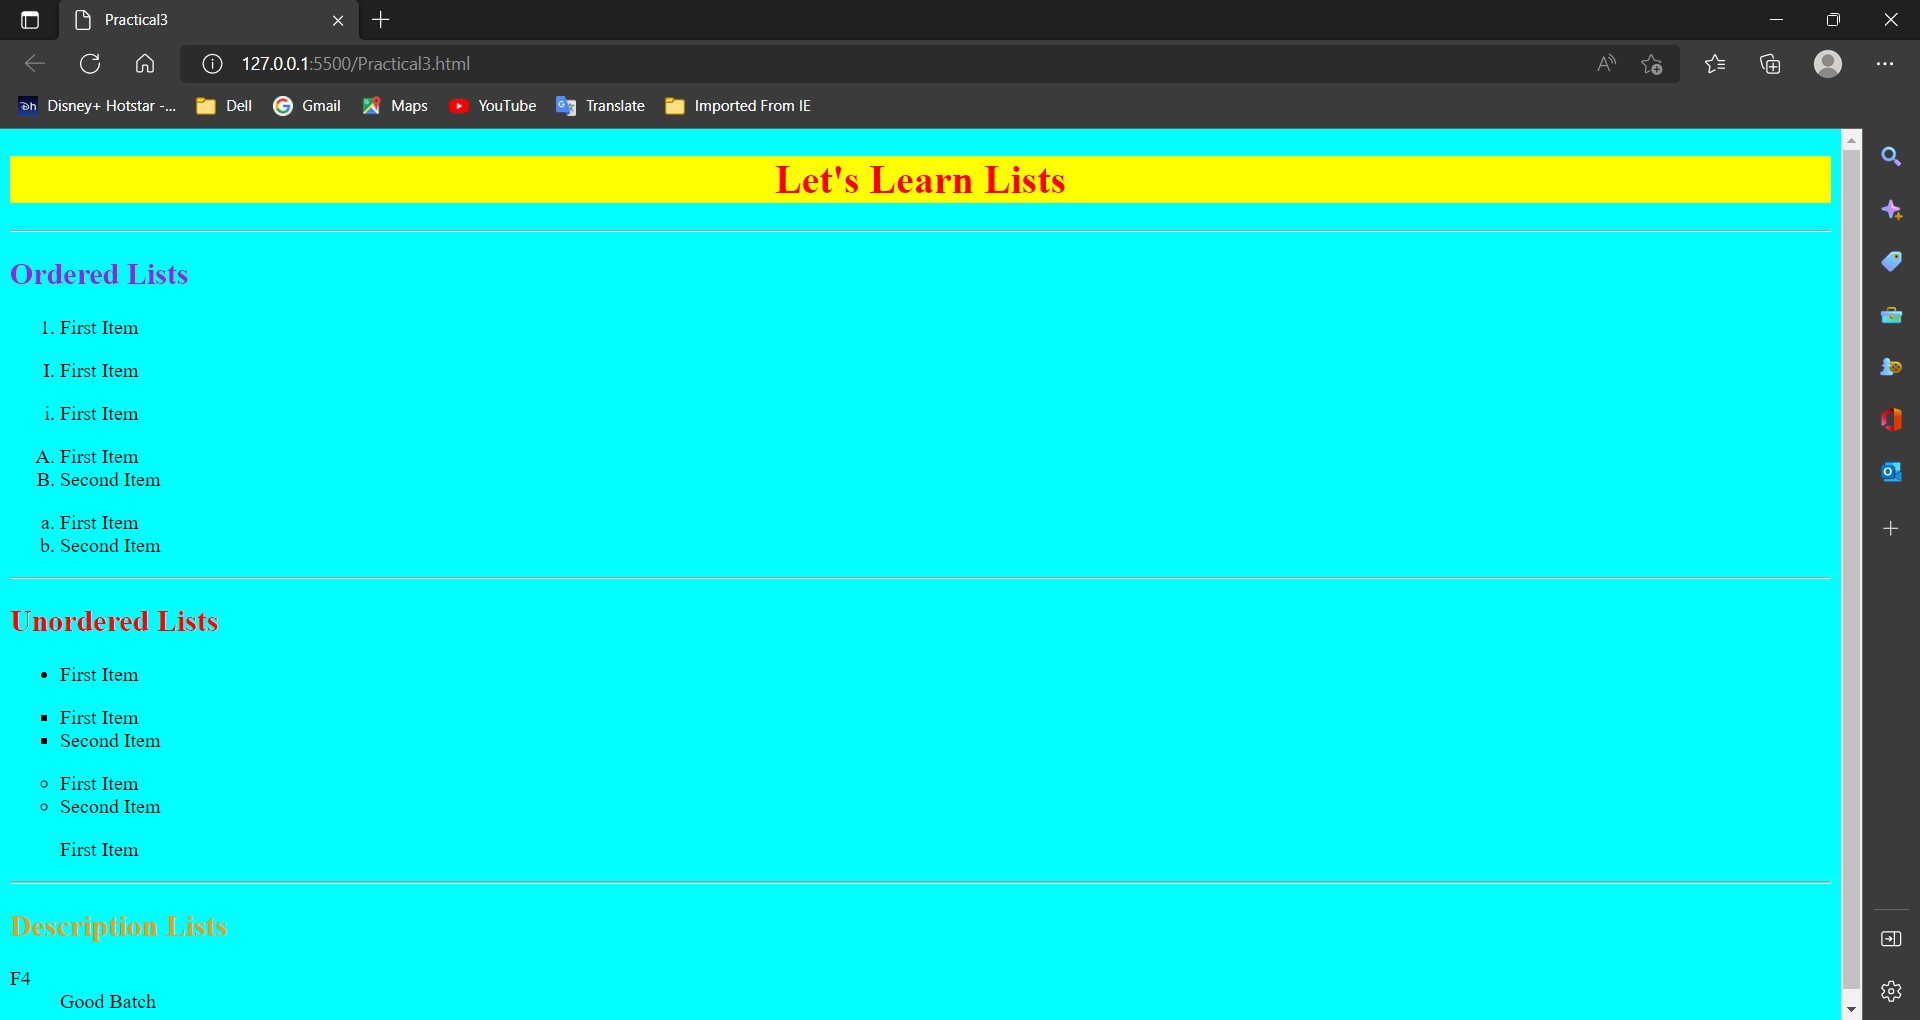 Practical3
127.0.0.1:5500/Practical3.html
Disney+ Hotstar -... Dell Gmail Maps YouTube Translate Imported From IE
Let's Learn Lists
Ordered Lists
1. First Item
I. First Item
i. First Item
A. First Item
B. Second Item
a. First Item
b. Second Item
Unordered Lists
• First Item
▪ First Item
▪ Second Item
○ First Item
○ Second Item
First Item
Description Lists
F4
Good Batch